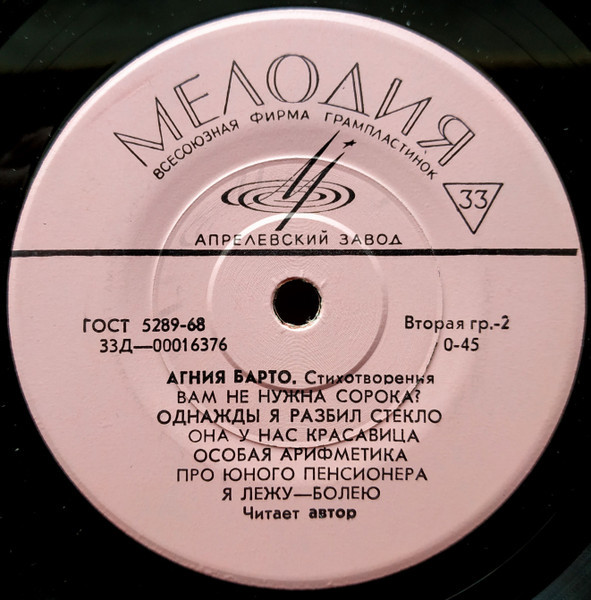 МЕЛОДИЯ
ВСЕСОЮЗНАЯ ФИРМА ГРАМПЛАСТИНОК
33
АПРЕЛЕВСКИЙ ЗАВОД
ГОСТ 5289-68
Вторая гр.-2
33Д—00016376
0-45
АГНИЯ БАРТО. Стихотворения
ВАМ НЕ НУЖНА СОРОКА?
ОДНАЖДЫ Я РАЗБИЛ СТЕКЛО
ОНА У НАС КРАСАВИЦА
ОСОБАЯ АРИФМЕТИКА
ПРО ЮНОГО ПЕНСИОНЕРА
Я ЛЕЖУ—БОЛЕЮ
Читает автор